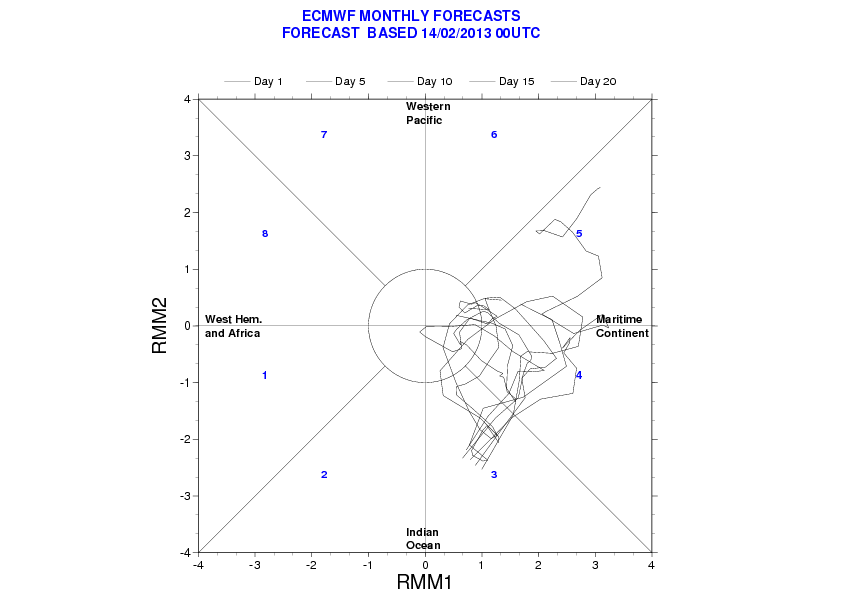 ECMWF MONTHLY FORECASTS
FORECAST BASED 14/02/2013 00UTC
Day 1 Day 5 Day 10 Day 15 Day 20
4
Western
Pacific
7 6
3
2
8 5
1
RMM2
0
West Hem.
and Africa
Maritime
Continent
-1
1 4
-2
2 3
-3
Indian
Ocean
-4
-4 -3 -2 -1 0 1 2 3 4
RMM1